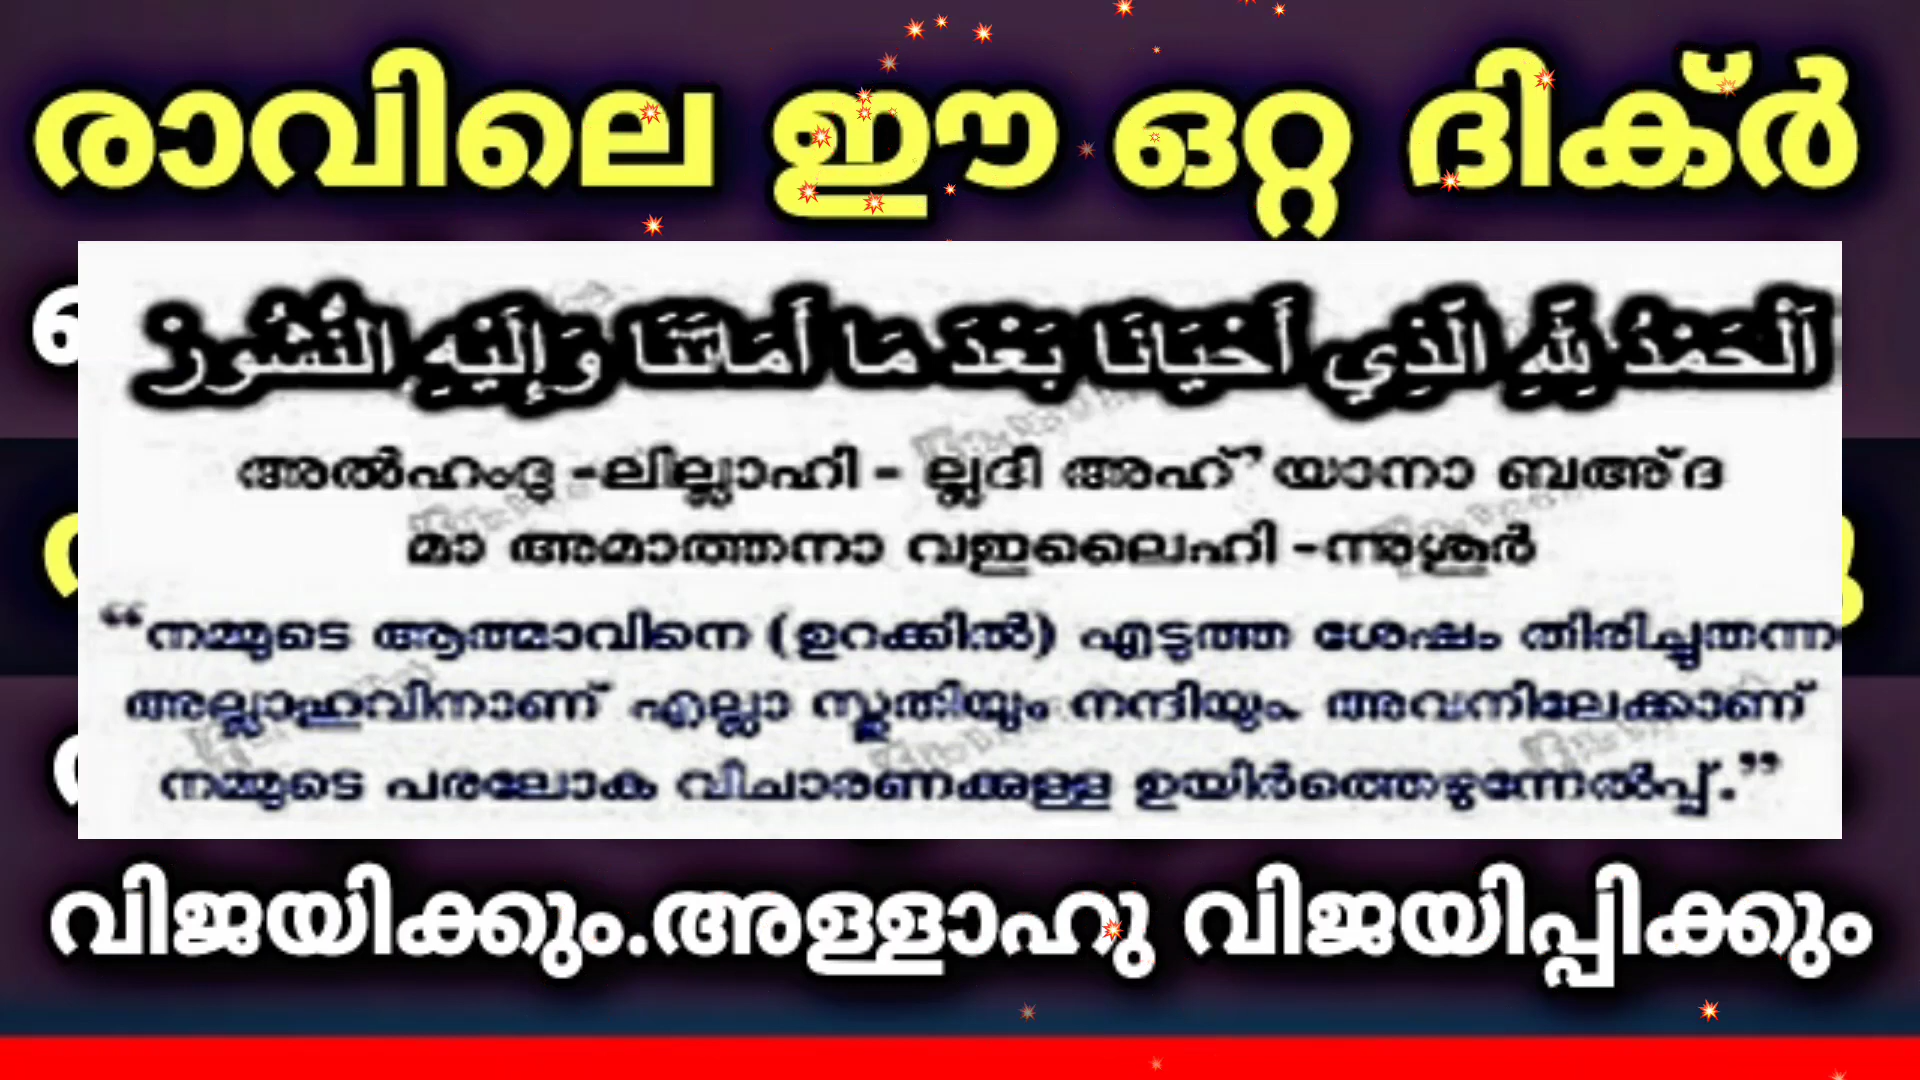 രാവിലെ ഈ ഒറ്റ ദിക്ർ
اَلْحَمْدُ لِلَّهِ الَّذِي أَحْيَانَا بَعْدَ مَا أَمَاتَنَا وَإِلَيْهِ النُّشُورْ
അൽഹംദു -ലില്ലാഹി - ല്ലദീ അഹ്’ യാനാ ബഅ്ദ
മാ അമാത്തനാ വഇലൈഹി -ന്നുശൂർ
“നമ്മുടെ ആത്മാവിനെ (ഉറക്കിൽ) എടുത്ത ശേഷം തിരിച്ചുതന്ന
അല്ലാഹുവിനാണ് എല്ലാ സ്തുതിയും നന്ദിയും. അവനിലേക്കാണ്
നമ്മുടെ പരലോക വിചാരണക്കുള്ള ഉയിർത്തെഴുന്നേൽപ്പ്.”
വിജയിക്കും.അള്ളാഹു വിജയിപ്പിക്കും